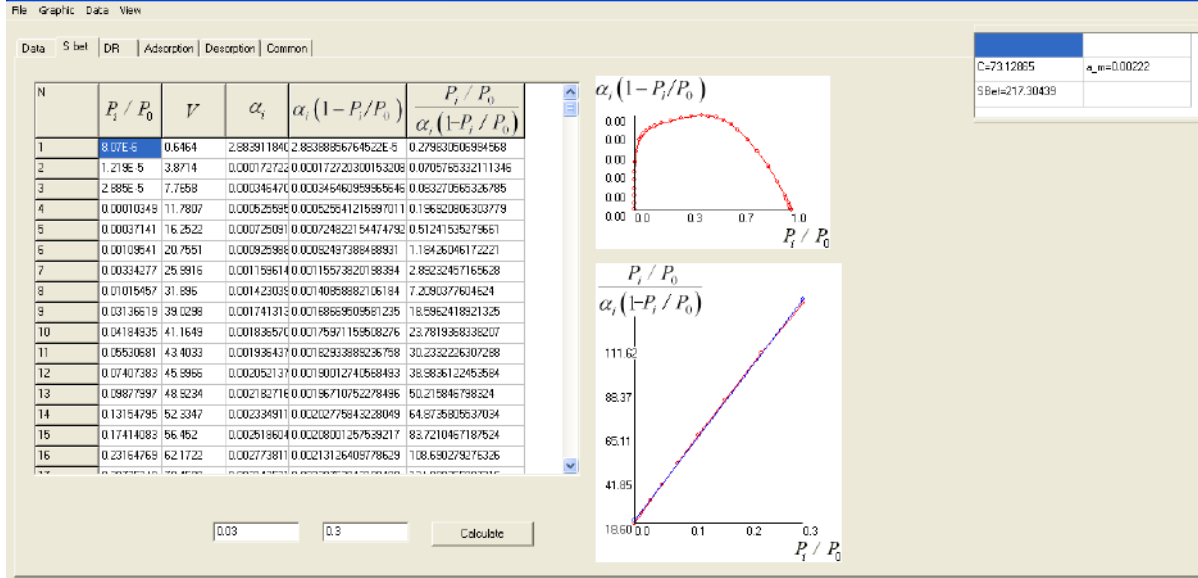 File Graphic Data View
Data S bet DR Adsorption Desorption Common
C=73.12865 a_m=0.00222
SBel=217.30439
N P_i / P_0 V α_i α_i(1-P_i/P_0) P_i / P_0 / α_i(1-P_i / P_0)
1 8.07E-6 0.6464 2.883911840 2.88388856764522E-5 0.279830506994568
2 1.219E-5 3.8714 0.000172722 0.000172720300153208 0.0705765332111346
3 2.885E-5 7.7658 0.000346470 0.000346460959965646 0.083270565326785
4 0.00010349 11.7807 0.000525595 0.000525541215997011 0.196920806303779
5 0.00037141 16.2522 0.000725091 0.000724822154474792 0.51241535279661
6 0.00109541 20.7551 0.000925988 0.000924973884 1.18426046172221
7 0.00334277 25.9916 0.001159614 0.00115573820198394 2.89232457165628
8 0.01015457 31.896 0.001423039 0.00140858882106184 7.2090377604624
9 0.03136619 39.0298 0.001741313 0.00168669509581235 18.5962418921325
10 0.04184935 41.1649 0.001836570 0.00175971159508276 23.7819368338207
11 0.05530681 43.4033 0.001936437 0.00182933889236758 30.2332226307288
12 0.07407383 45.9966 0.002052137 0.00190012740568493 38.9836122453584
13 0.09877997 48.9234 0.002182716 0.00196710752278496 50.215846798324
14 0.13154795 52.3347 0.002334911 0.00202775843228049 64.8735805537034
15 0.17414083 56.452 0.002518604 0.00208001257539217 83.7210467187524
16 0.23164769 62.1722 0.002773811 0.00213126409778629 108.690279276326
0.03 0.3 Calculate
α_i(1-P_i/P_0)
0.00
0.00
0.00
0.00
0.00
0.00 0.0 0.3 0.7 1.0
P_i / P_0
P_i / P_0
α_i(1-P_i / P_0)
111.62
88.37
65.11
41.85
18.60 0.0 0.1 0.2 0.3
P_i / P_0